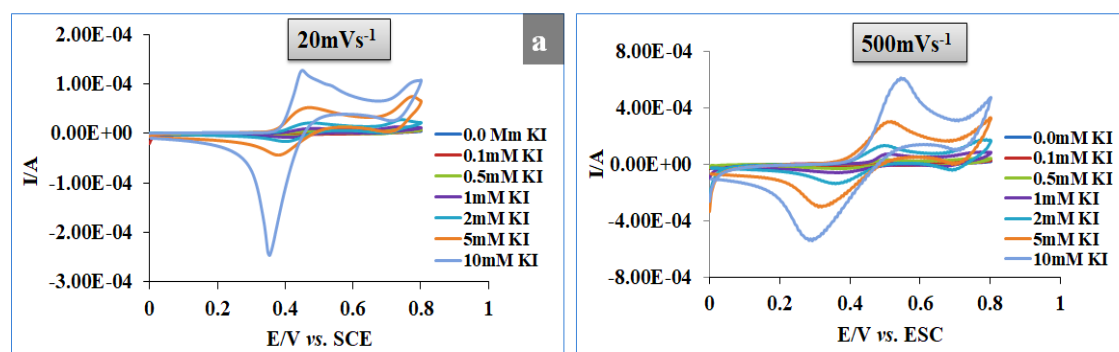 20mVs⁻¹
a
2.00E-04
1.00E-04
0.00E+00
-1.00E-04
-2.00E-04
-3.00E-04
I/A
0 0.2 0.4 0.6 0.8 1
E/V vs. SCE
0.0 Mm KI
0.1mM KI
0.5mM KI
1mM KI
2mM KI
5mM KI
10mM KI
500mVs⁻¹
8.00E-04
4.00E-04
0.00E+00
-4.00E-04
-8.00E-04
I/A
0 0.2 0.4 0.6 0.8 1
E/V vs. ESC
0.0mM KI
0.1mM KI
0.5mM KI
1mM KI
2mM KI
5mM KI
10mM KI